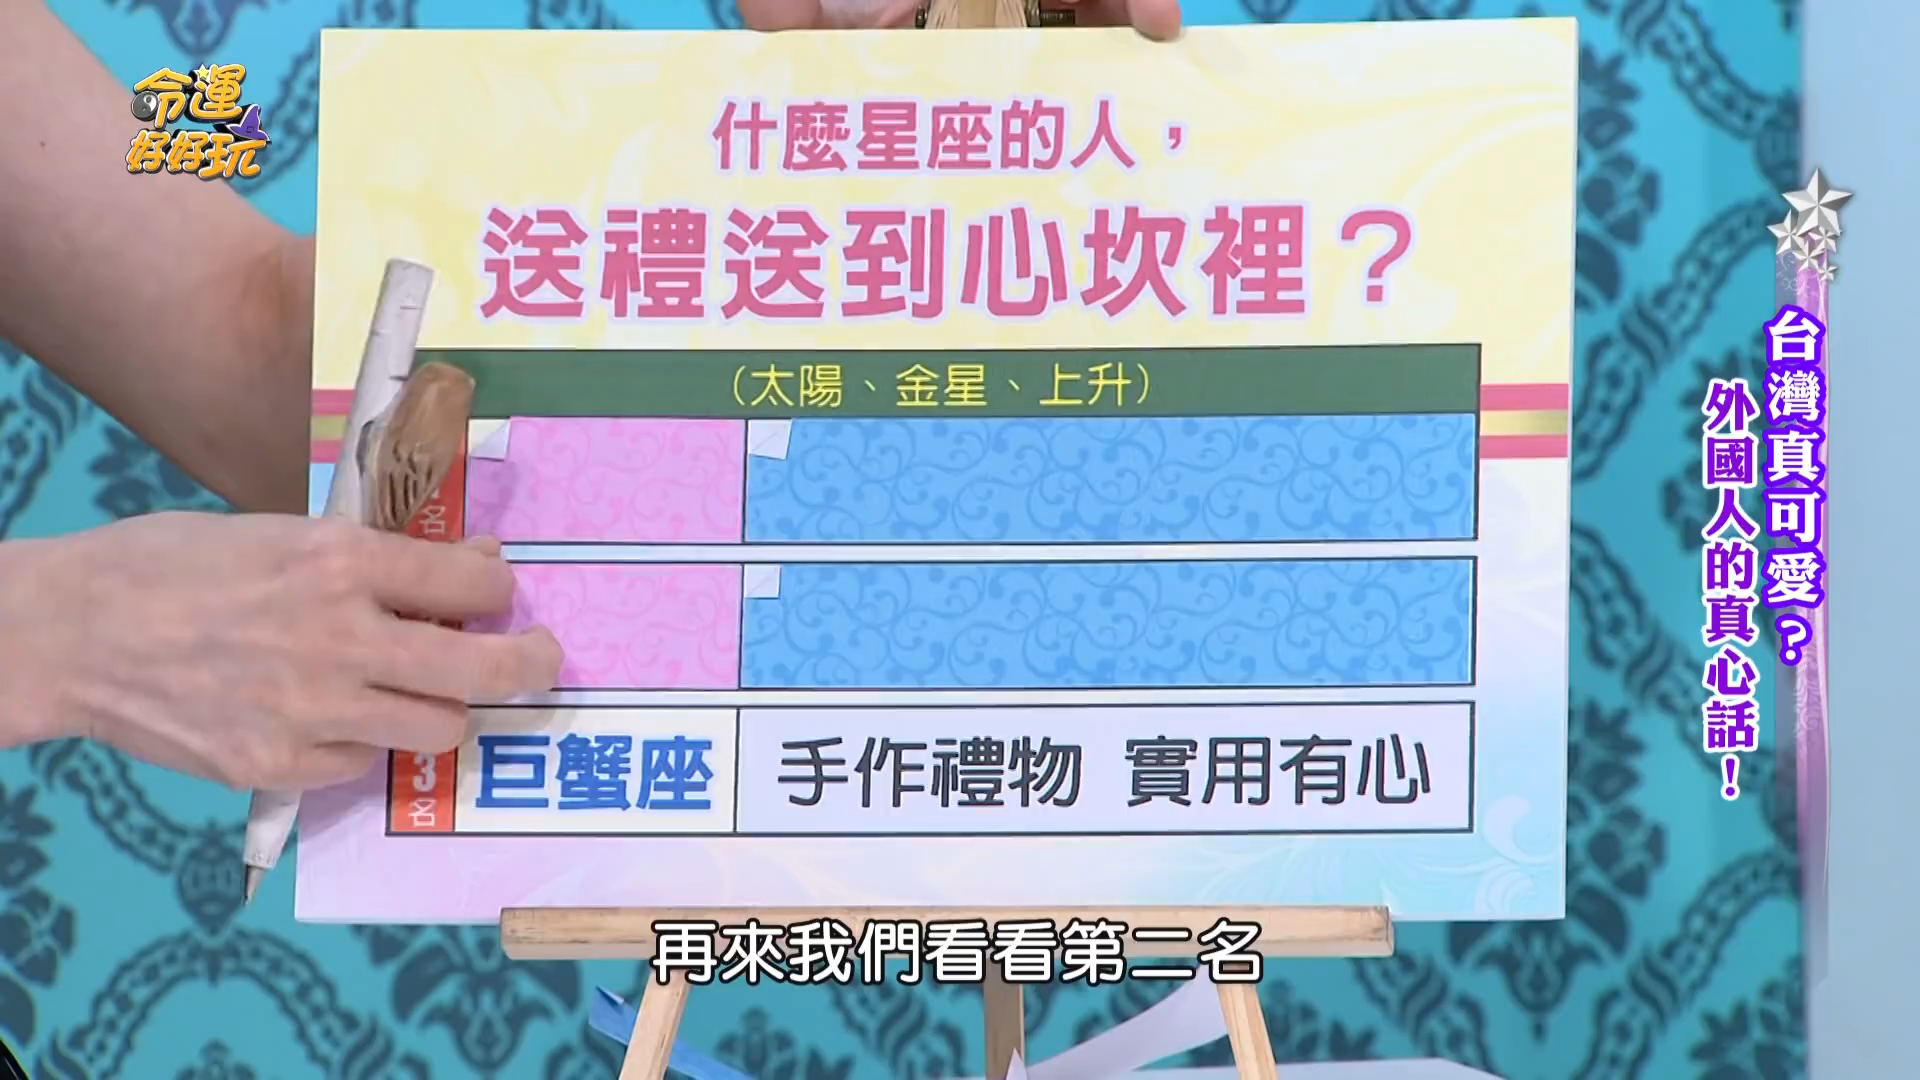 命運
好好玩
什麼星座的人，
送禮送到心坎裡？
（太陽、金星、上升）
名
3
名
巨蟹座
手作禮物 實用有心
台灣真可愛？
外國人的真心話！
再來我們看看第二名